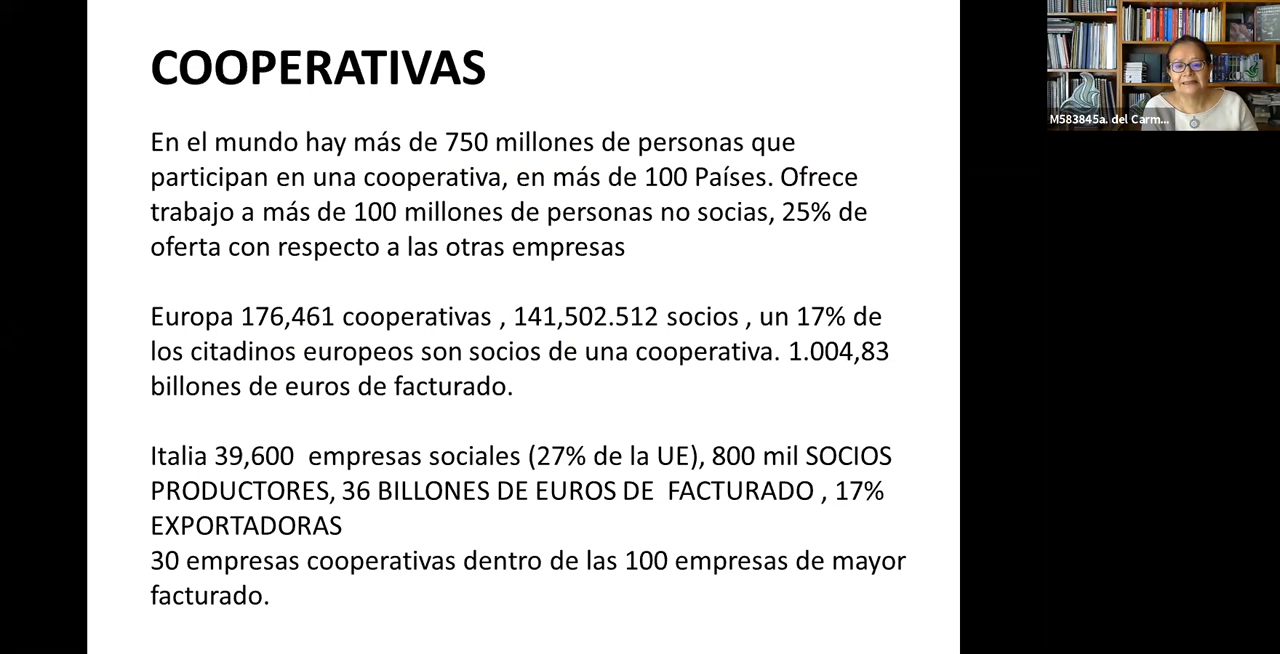 COOPERATIVAS
En el mundo hay más de 750 millones de personas que
participan en una cooperativa, en más de 100 Países. Ofrece
trabajo a más de 100 millones de personas no socias, 25% de
oferta con respecto a las otras empresas
Europa 176,461 cooperativas , 141,502.512 socios , un 17% de
los citadinos europeos son socios de una cooperativa. 1.004,83
billones de euros de facturado.
Italia 39,600  empresas sociales (27% de la UE), 800 mil SOCIOS
PRODUCTORES, 36 BILLONES DE EUROS DE  FACTURADO , 17%
EXPORTADORAS
30 empresas cooperativas dentro de las 100 empresas de mayor
facturado.
M583845a. del Carm...